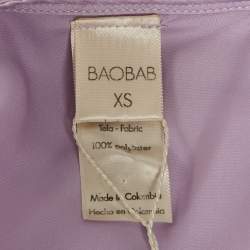 BAOBAB
XS
Tela - Fabric
100% polyester
Made in Colombia
Hecho en Colombia